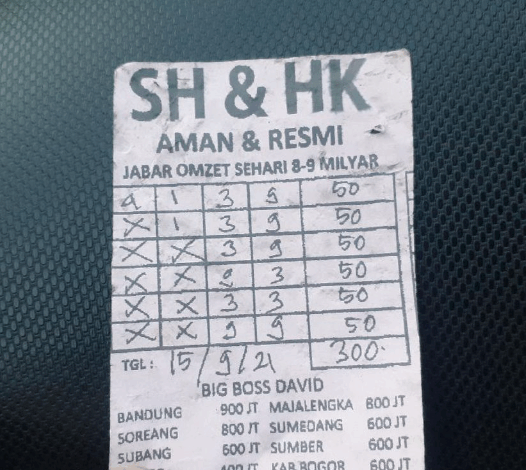 SH & HK
AMAN & RESMI
JABAR OMZET SEHARI 8-9 MILYAR
9 1 3 9 50
X 1 3 9 50
X X 3 9 50
X X 9 3 50
X X 3 3 50
X X 9 9 50
TGL: 15/9/21 300
BIG BOSS DAVID
BANDUNG 900 JT MAJALENGKA 800 JT
SOREANG 800 JT SUMEDANG 600 JT
SUBANG 600 JT SUMBER 600 JT
400 JT KAB BOGOR 600 JT